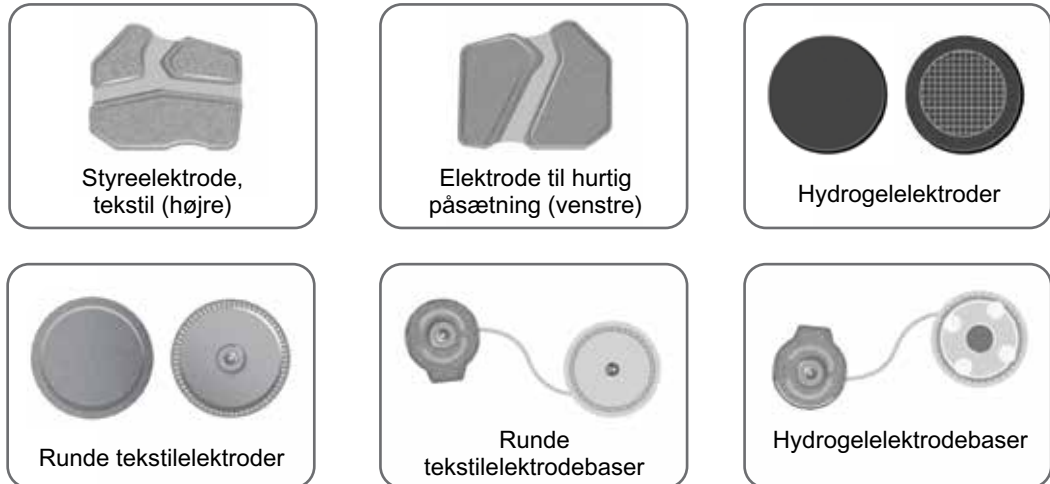 Styreelektrode,
tekstil (højre)
Elektrode til hurtig
påsætning (venstre)
Hydrogelelektroder
Runde tekstilelektroder
Runde
tekstilelektrodebaser
Hydrogelelektrodebaser